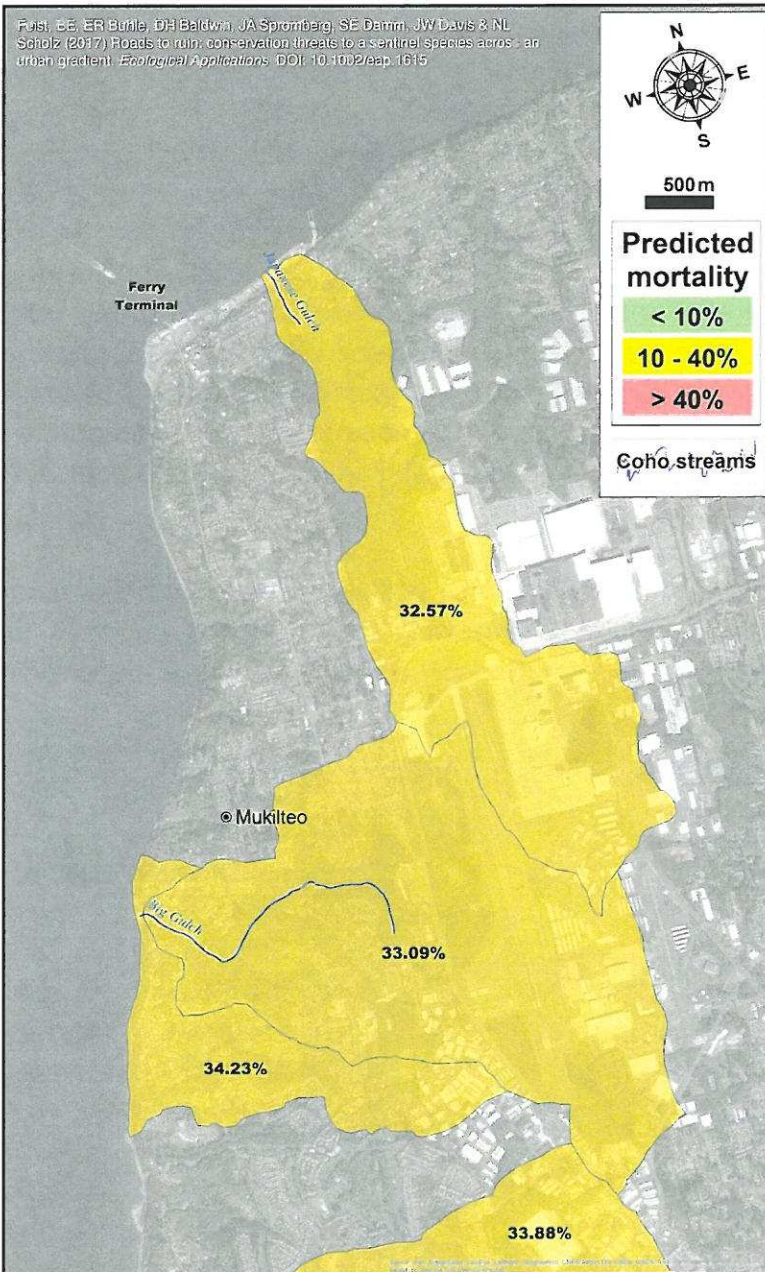 Feist, BE, ER Buhle, DH Baldwin, JA Spromberg, SE Damm, JW Davis & NL
Scholz (2017) Roads to ruin: conservation threats to a sentinel species across an
urban gradient. Ecological Applications DOI: 10.1002/eap.1615
N
W
E
S
500 m
Predicted
mortality
< 10%
10 - 40%
> 40%
Coho streams
Ferry
Terminal
Japanese Gulch
32.57%
Mukilteo
Big Gulch
33.09%
34.23%
33.88%